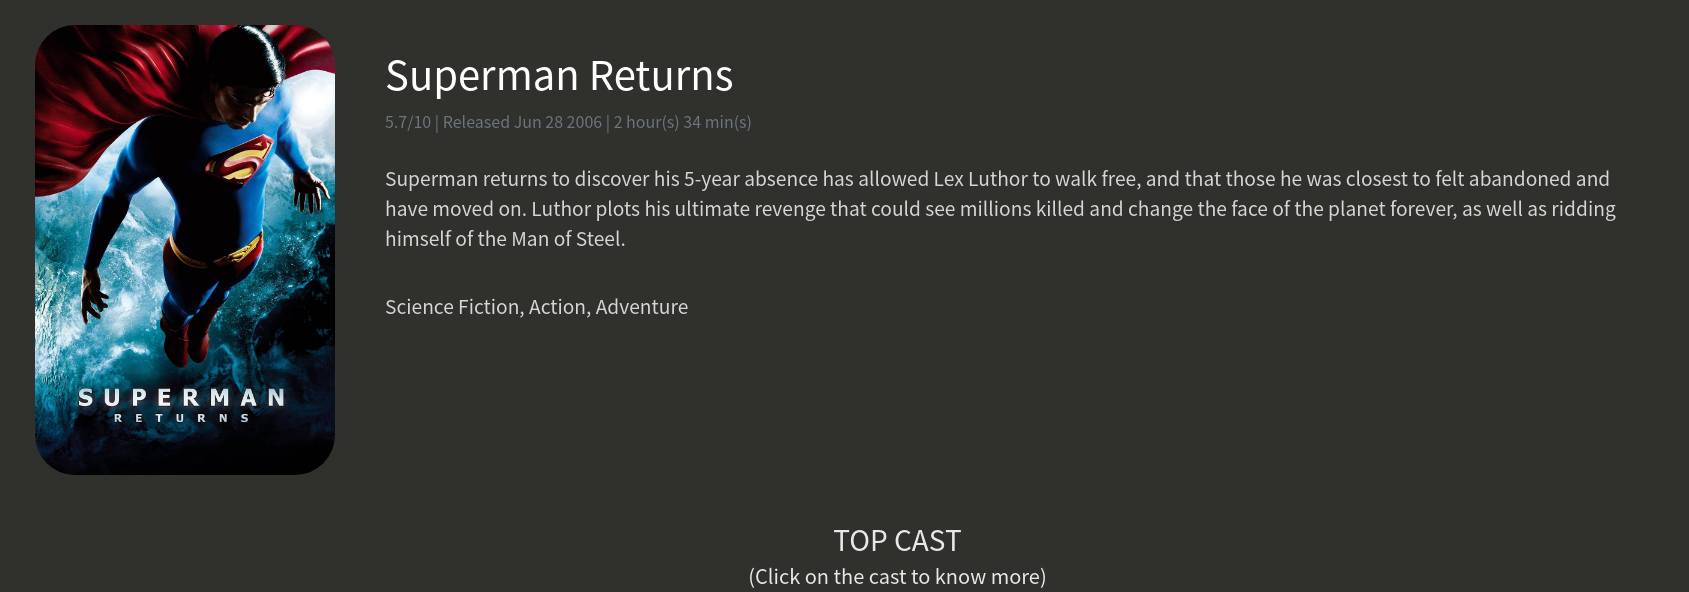 Superman Returns
5.7/10 | Released Jun 28 2006 | 2 hour(s) 34 min(s)
Superman returns to discover his 5-year absence has allowed Lex Luthor to walk free, and that those he was closest to felt abandoned and
have moved on. Luthor plots his ultimate revenge that could see millions killed and change the face of the planet forever, as well as ridding
himself of the Man of Steel.
Science Fiction, Action, Adventure
SUPERMAN
RETURNS
TOP CAST
(Click on the cast to know more)